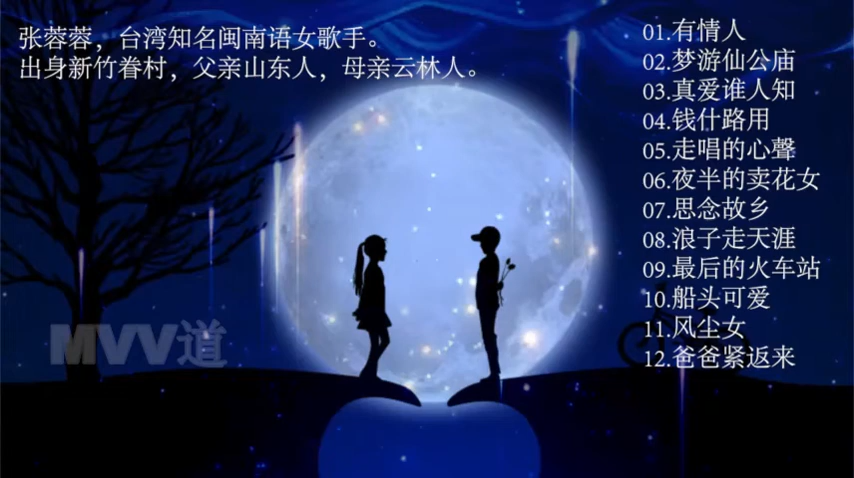 张蓉蓉，台湾知名闽南语女歌手。
出身新竹眷村，父亲山东人，母亲云林人。
01.有情人
02.梦游仙公庙
03.真爱谁人知
04.钱什路用
05.走唱的心聲
06.夜半的卖花女
07.思念故乡
08.浪子走天涯
09.最后的火车站
10.船头可爱
11.风尘女
12.爸爸紧返来
MVV道